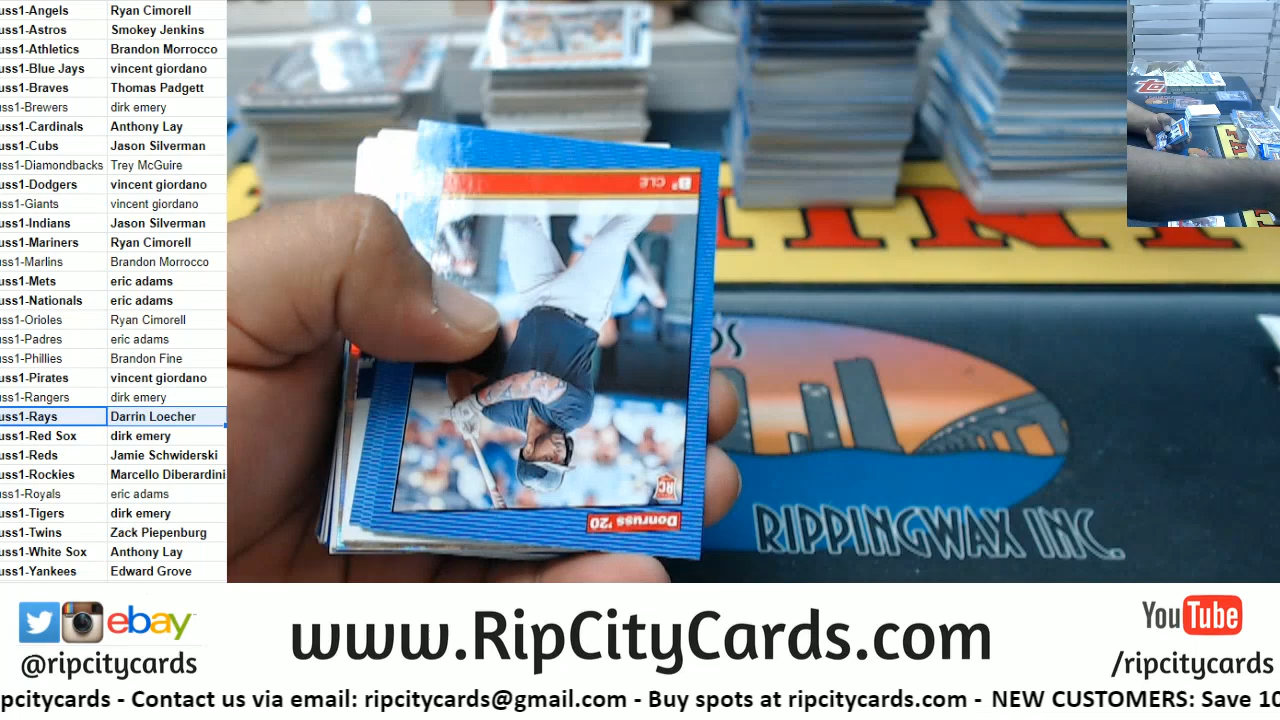 uss1-Angels Ryan Cimorell
uss1-Astros Smokey Jenkins
uss1-Athletics Brandon Morrocco
uss1-Blue Jays vincent giordano
uss1-Braves Thomas Padgett
uss1-Brewers dirk emery
uss1-Cardinals Anthony Lay
uss1-Cubs Jason Silverman
uss1-Diamondbacks Trey McGuire
uss1-Dodgers vincent giordano
uss1-Giants vincent giordano
uss1-Indians Jason Silverman
uss1-Mariners Ryan Cimorell
uss1-Marlins Brandon Morrocco
uss1-Mets eric adams
uss1-Nationals eric adams
uss1-Orioles Ryan Cimorell
uss1-Padres eric adams
uss1-Phillies Brandon Fine
uss1-Pirates vincent giordano
uss1-Rangers dirk emery
uss1-Rays Darrin Loecher
uss1-Red Sox dirk emery
uss1-Reds Jamie Schwiderski
uss1-Rockies Marcello Diberardini
uss1-Royals eric adams
uss1-Tigers dirk emery
uss1-Twins Zack Piepenburg
uss1-White Sox Anthony Lay
uss1-Yankees Edward Grove
CLE
RC
Donruss '20
RIPPINGWAX INC.
ebay
@ripcitycards
www.RipCityCards.com
YouTube
/ripcitycards
pcitycards - Contact us via email: ripcitycards@gmail.com - Buy spots at ripcitycards.com - NEW CUSTOMERS: Save 10